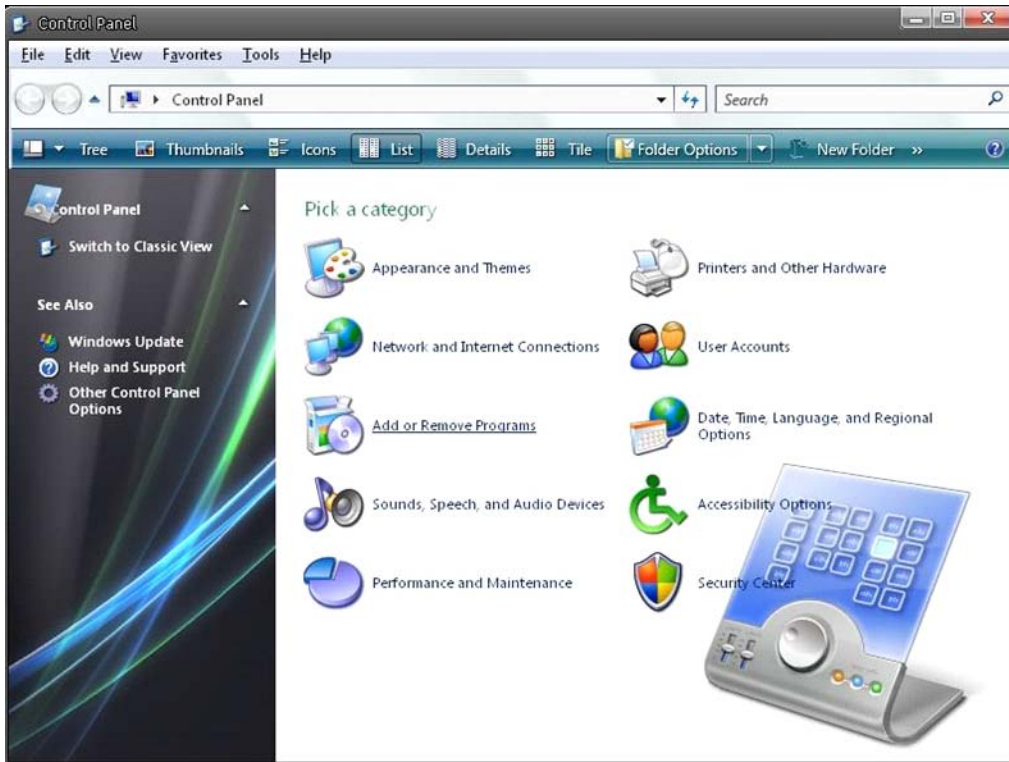 Control Panel
File Edit View Favorites Tools Help
Control Panel Search
Tree Thumbnails Icons List Details Tile Folder Options New Folder »
Control Panel
Switch to Classic View
See Also
Windows Update
Help and Support
Other Control Panel
Options
Pick a category
Appearance and Themes
Printers and Other Hardware
Network and Internet Connections
User Accounts
Add or Remove Programs
Date, Time, Language, and Regional
Options
Sounds, Speech, and Audio Devices
Accessibility Options
Performance and Maintenance
Security Center